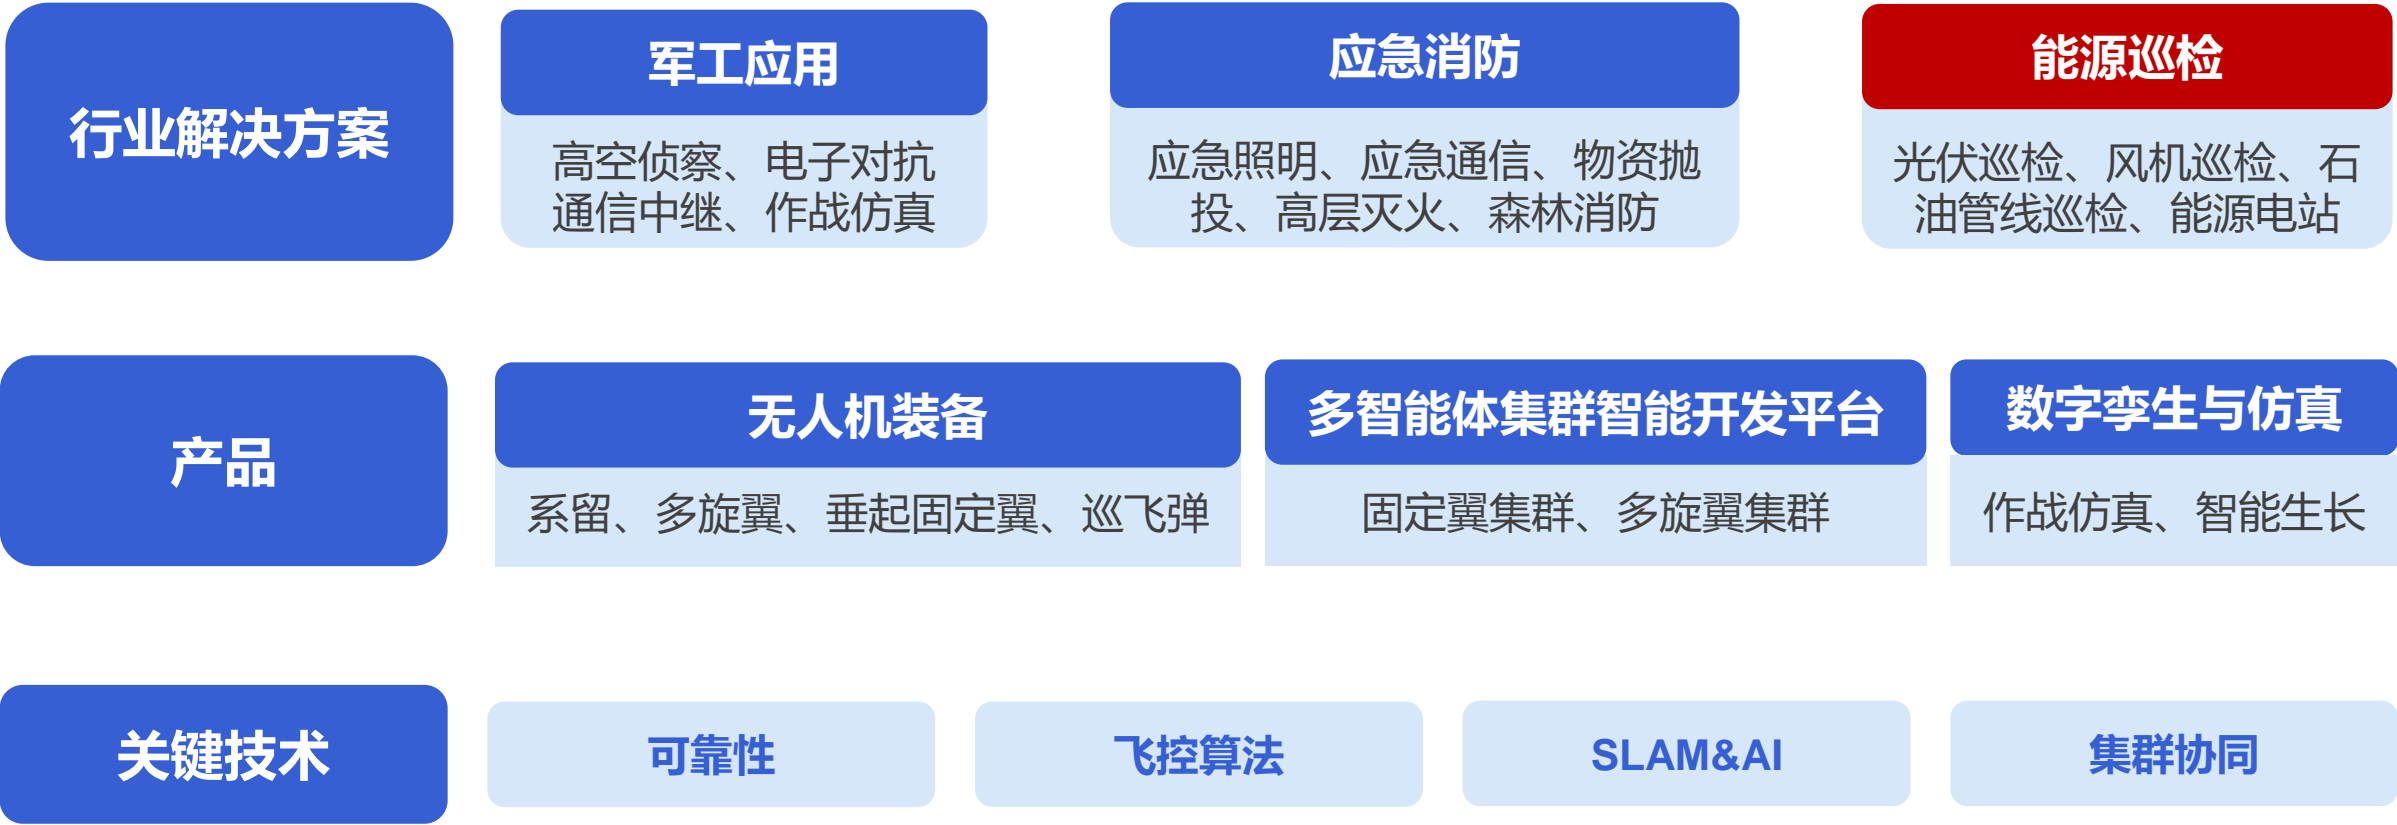 行业解决方案
军工应用
高空侦察、电子对抗
通信中继、作战仿真
应急消防
应急照明、应急通信、物资抛
投、高层灭火、森林消防
能源巡检
光伏巡检、风机巡检、石
油管线巡检、能源电站
产品
无人机装备
系留、多旋翼、垂起固定翼、巡飞弹
多智能体集群智能开发平台
固定翼集群、多旋翼集群
数字孪生与仿真
作战仿真、智能生长
关键技术
可靠性
飞控算法
SLAM&AI
集群协同